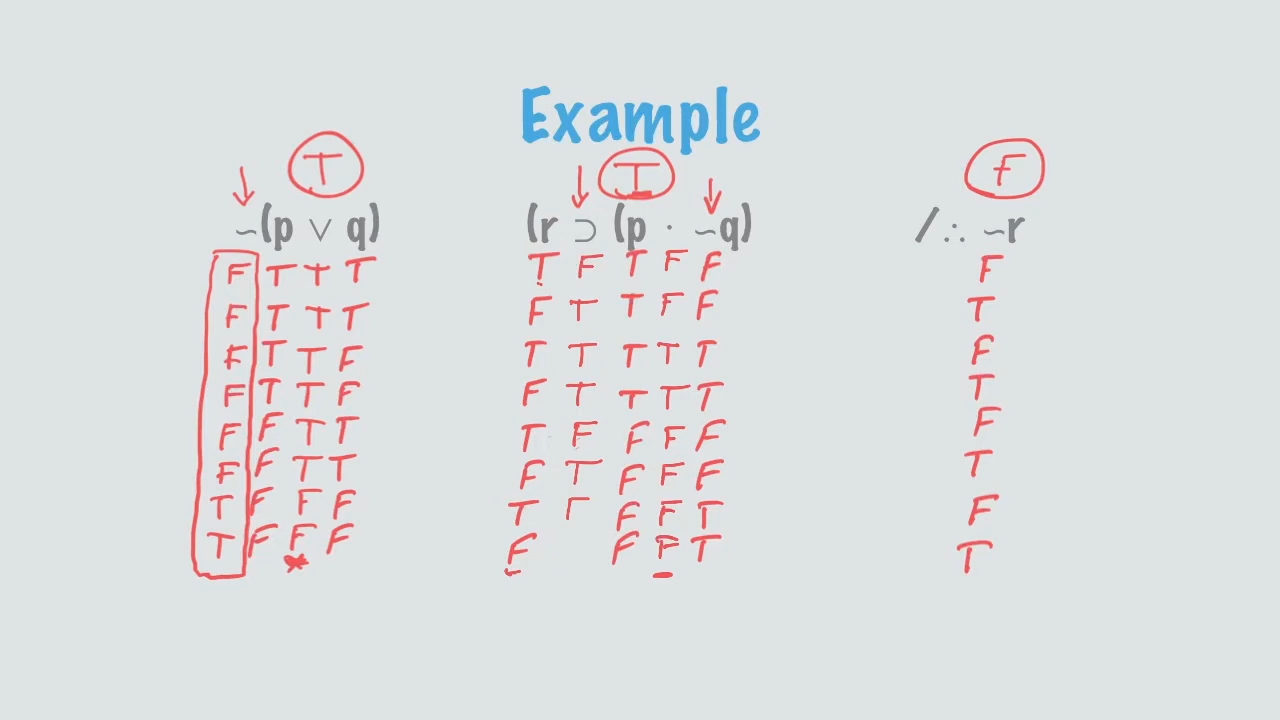 Example
T T F
~(p ∨ q) (r ⊃ (p · ~q) / ∴ ~r
F T T T T F T F F F
F T T T F T T F F T
F T T F T T T T T F
F T T F F T T T T T
F F T T T F F F F F
F F T T F T F F F T
T F F F T F F T F
T F F F F F F T T